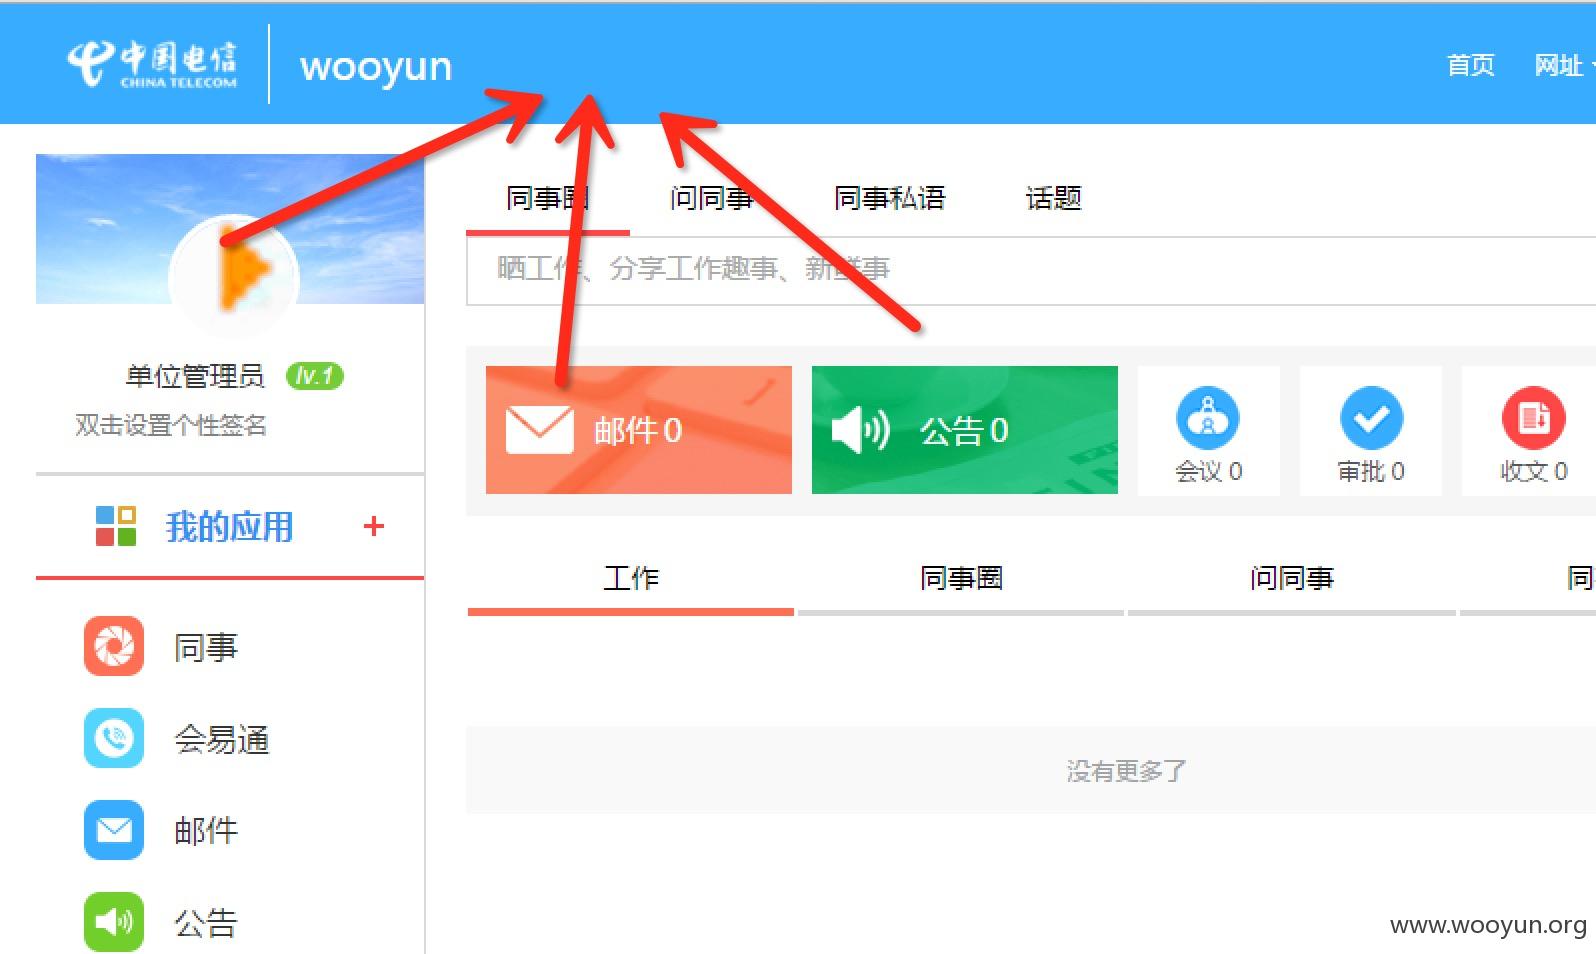 中国电信
CHINA TELECOM
wooyun
首页 网址
同事圈 问同事 同事私语 话题
晒工作、分享工作趣事、新鲜事
单位管理员 lv.1
双击设置个性签名
邮件 0 公告 0
会议 0 审批 0 收文 0
我的应用 +
工作 同事圈 问同事 同
同事
会易通
邮件
公告
没有更多了
www.wooyun.org